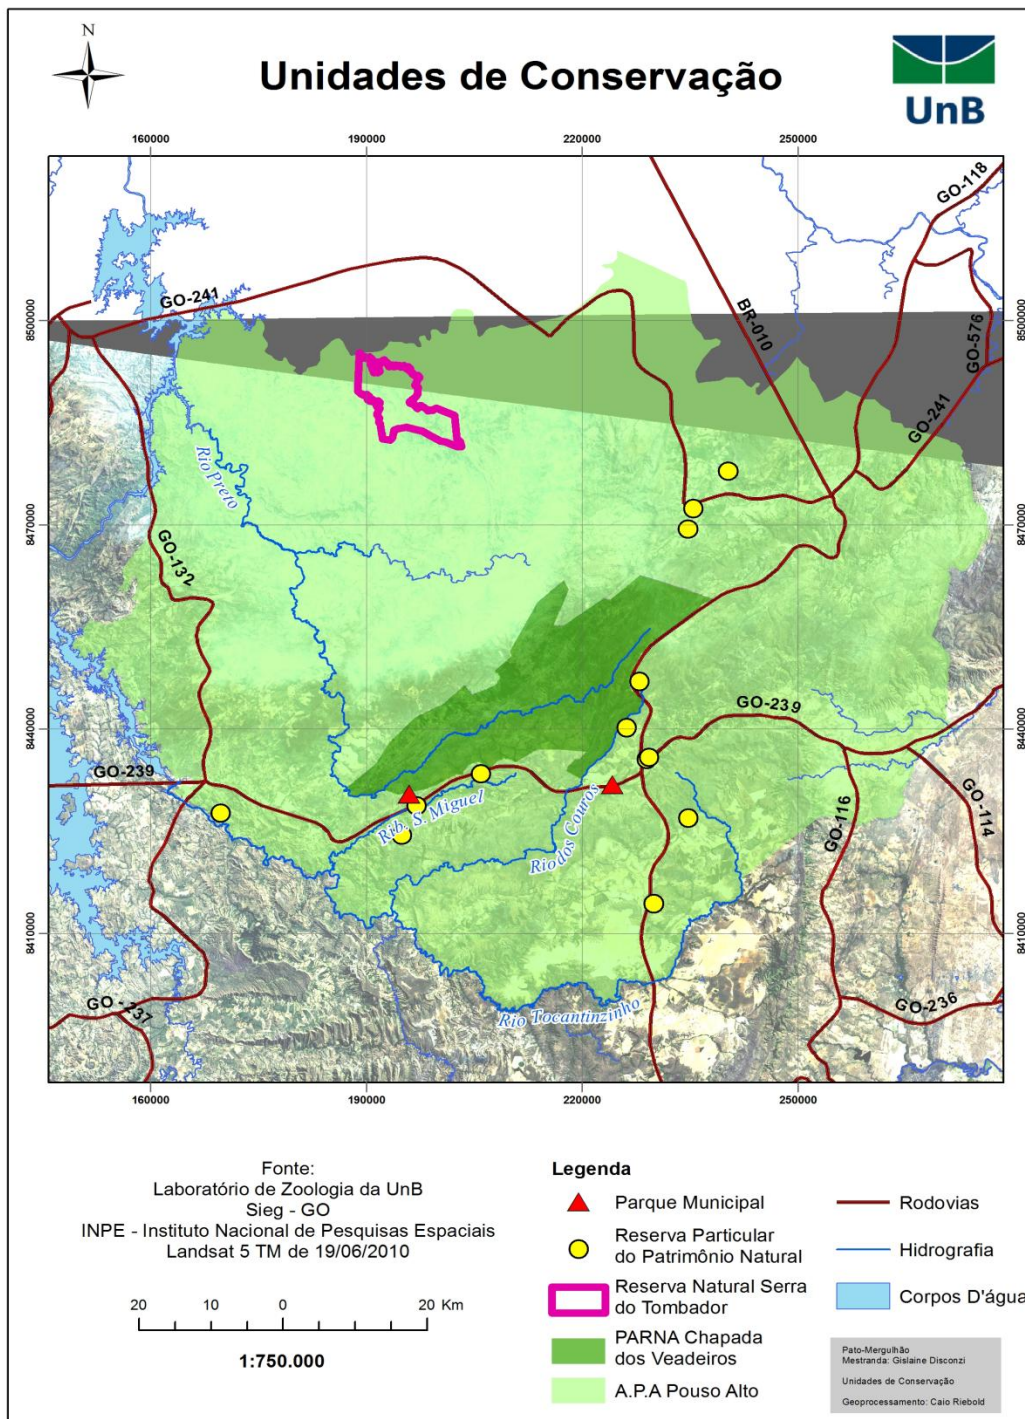 N
Unidades de Conservação
UnB
160000
190000
220000
250000
GO-118
GO-241
BR-010
GO-576
GO-241
8500000
8500000
Rio Preto
8470000
8470000
GO-132
GO-239
8440000
8440000
GO-239
Rib. S. Miguel
Rio dos Couros
GO-116
GO-114
8410000
8410000
GO-237
Rio Tocantinzinho
GO-236
160000
190000
220000
250000
Fonte:
Laboratório de Zoologia da UnB
Sieg - GO
INPE - Instituto Nacional de Pesquisas Espaciais
Landsat 5 TM de 19/06/2010
20 10 0 20 Km
1:750.000
Legenda
Parque Municipal
Reserva Particular
do Patrimônio Natural
Reserva Natural Serra
do Tombador
PARNA Chapada
dos Veadeiros
A.P.A Pouso Alto
Rodovias
Hidrografia
Corpos D'água
Pato-Mergulhão
Mestranda: Gislaine Disconzi
Unidades de Conservação
Geoprocessamento: Caio Riebold